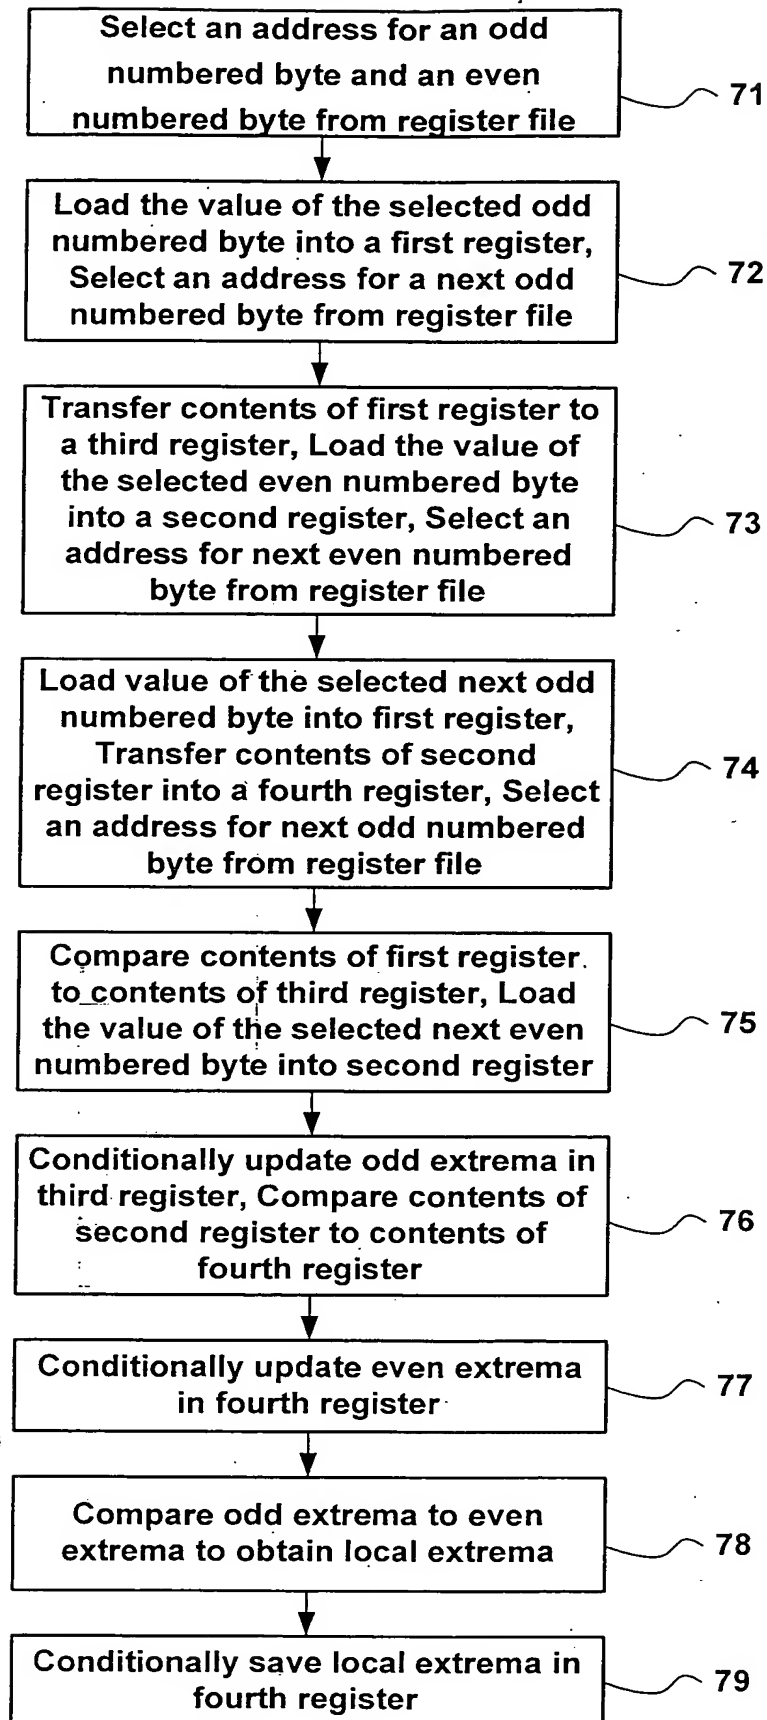 Select an address for an odd
numbered byte and an even
numbered byte from register file
71
Load the value of the selected odd
numbered byte into a first register,
Select an address for a next odd
numbered byte from register file
72
Transfer contents of first register to
a third register, Load the value of
the selected even numbered byte
into a second register, Select an
address for next even numbered
byte from register file
73
Load value of the selected next odd
numbered byte into first register,
Transfer contents of second
register into a fourth register, Select
an address for next odd numbered
byte from register file
74
Compare contents of first register
to contents of third register, Load
the value of the selected next even
numbered byte into second register
75
Conditionally update odd extrema in
third register, Compare contents of
second register to contents of
fourth register
76
Conditionally update even extrema
in fourth register
77
Compare odd extrema to even
extrema to obtain local extrema
78
Conditionally save local extrema in
fourth register
79